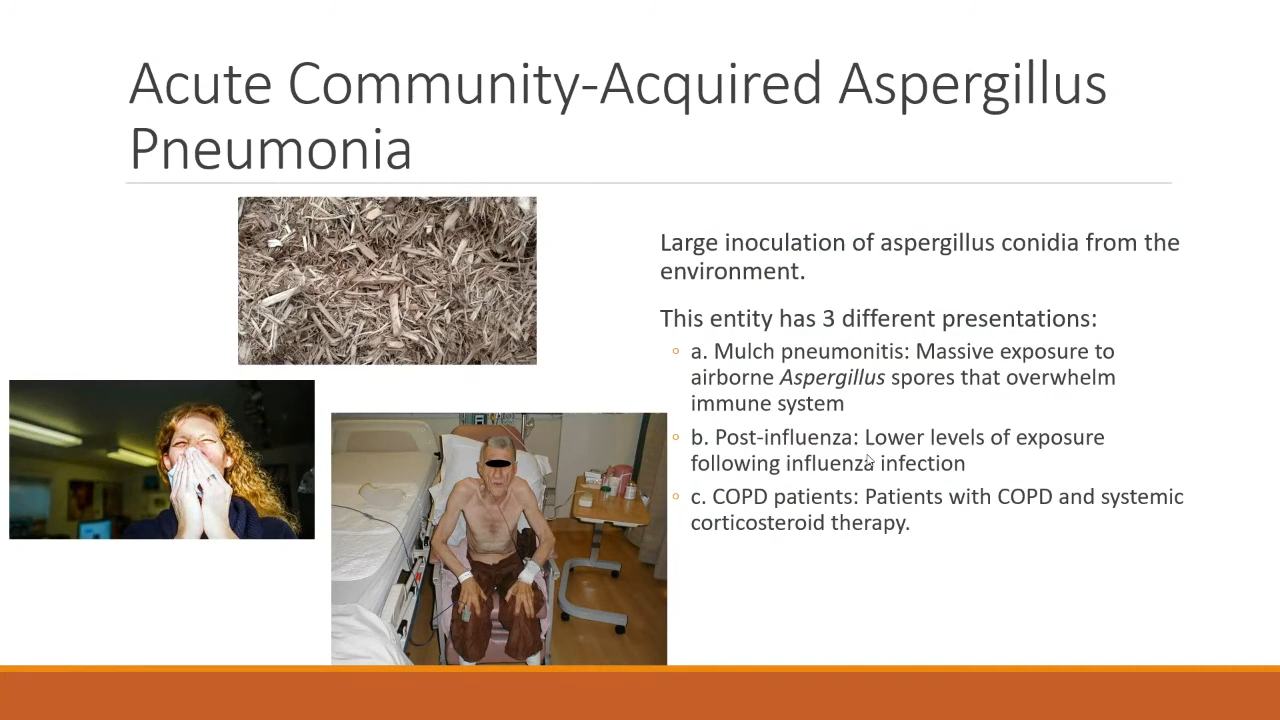 Acute Community-Acquired Aspergillus
Pneumonia
Large inoculation of aspergillus conidia from the
environment.
This entity has 3 different presentations:
a. Mulch pneumonitis: Massive exposure to
airborne Aspergillus spores that overwhelm
immune system
b. Post-influenza: Lower levels of exposure
following influenza infection
c. COPD patients: Patients with COPD and systemic
corticosteroid therapy.